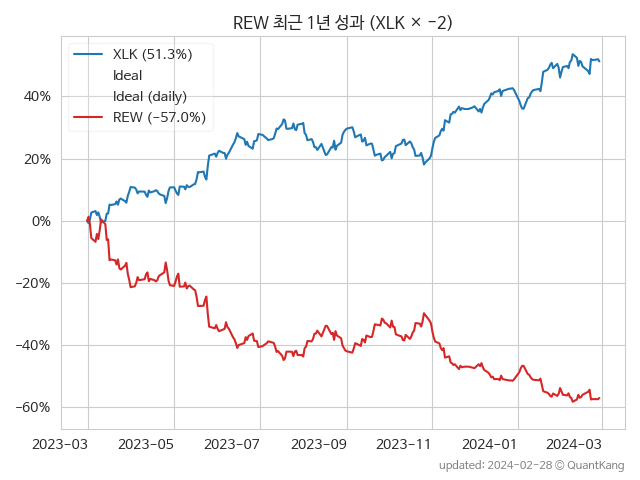 REW 최근 1년 성과 (XLK × −2)
XLK (51.3%)
Ideal
Ideal (daily)
REW (−57.0%)
40%
20%
0%
−20%
−40%
−60%
2023-03 2023-05 2023-07 2023-09 2023-11 2024-01 2024-03
updated: 2024-02-28 © QuantKang